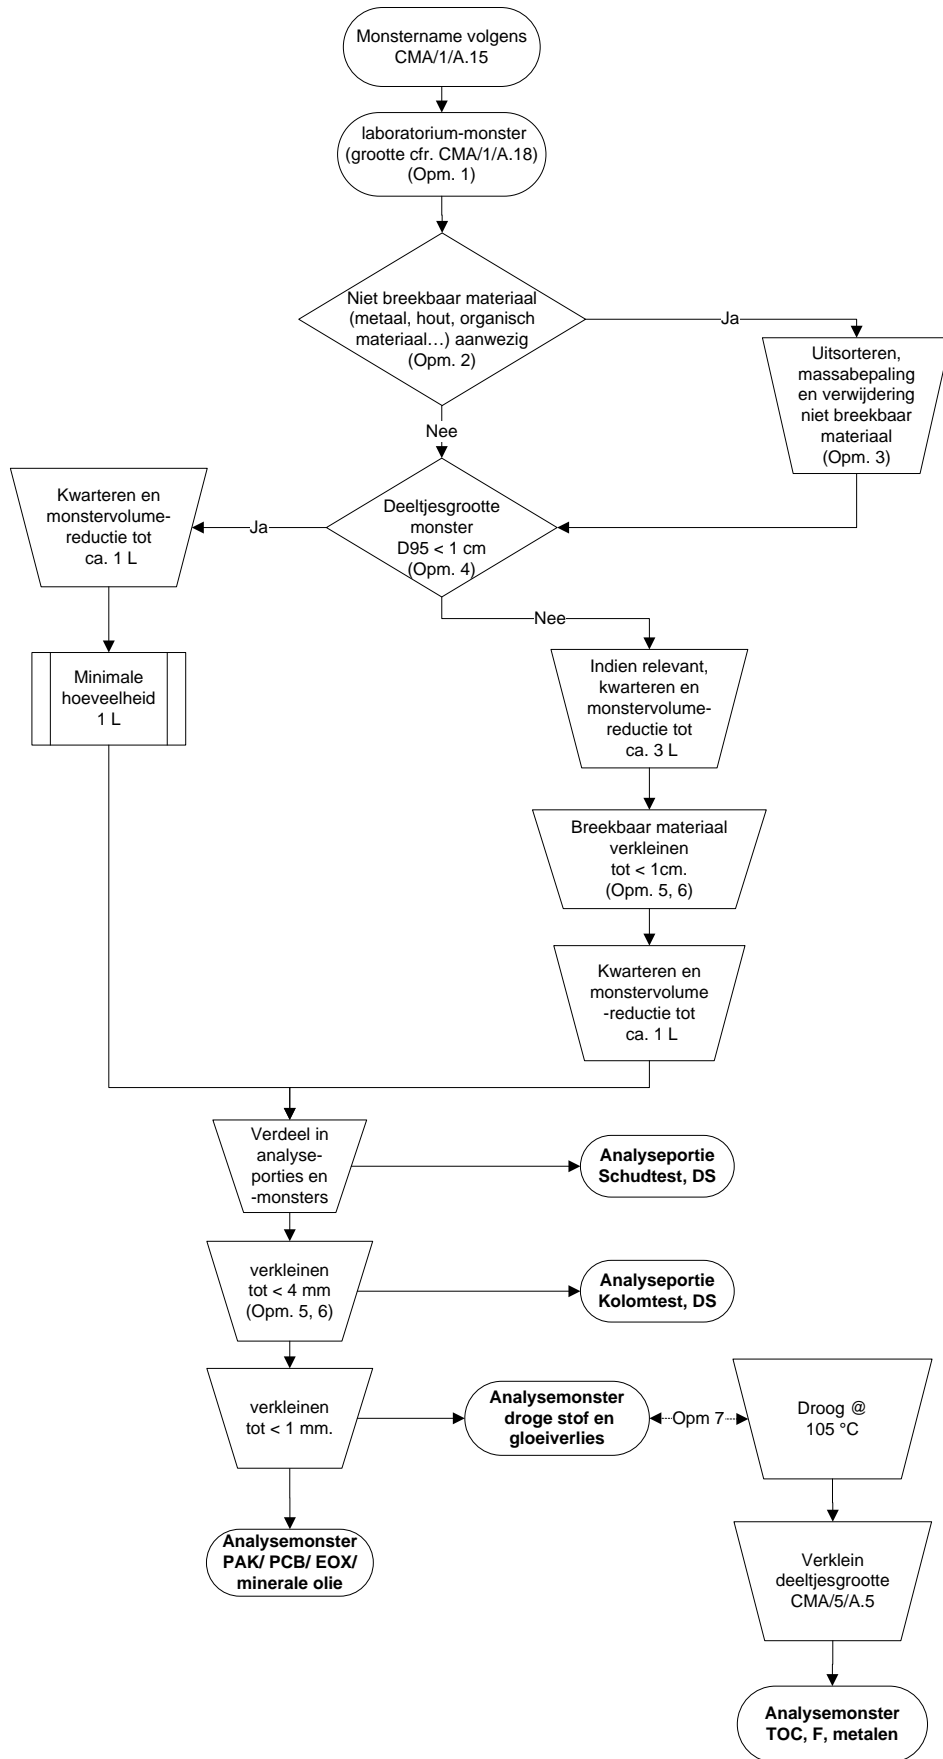 Monstername volgens
CMA/1/A.15
laboratorium-monster
(grootte cfr. CMA/1/A.18)
(Opm. 1)
Niet breekbaar materiaal
(metaal, hout, organisch
materiaal…) aanwezig
(Opm. 2)
Ja
Uitsorteren,
massabepaling
en verwijdering
niet breekbaar
materiaal
(Opm. 3)
Nee
Deeltjesgrootte
monster
D95 < 1 cm
(Opm. 4)
Ja
Kwarteren en
monstervolume-
reductie tot
ca. 1 L
Minimale
hoeveelheid
1 L
Nee
Indien relevant,
kwarteren en
monstervolume-
reductie tot
ca. 3 L
Breekbaar materiaal
verkleinen
tot < 1cm.
(Opm. 5, 6)
Kwarteren en
monstervolume
-reductie tot
ca. 1 L
Verdeel in
analyse-
porties en
-monsters
Analyseportie
Schudtest, DS
verkleinen
tot < 4 mm
(Opm. 5, 6)
Analyseportie
Kolomtest, DS
verkleinen
tot < 1 mm.
Analysemonster
droge stof en
gloeiverlies
Opm 7
Droog @
105 °C
Analysemonster
PAK/ PCB/ EOX/
minerale olie
Verklein
deeltjesgrootte
CMA/5/A.5
Analysemonster
TOC, F, metalen